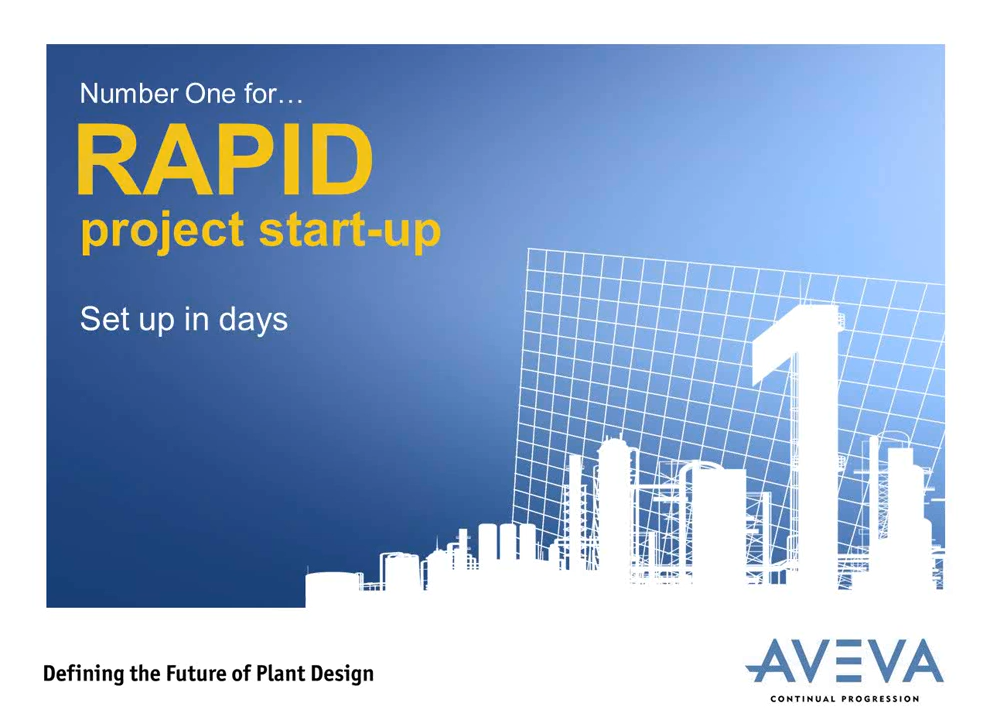 Number One for…
RAPID
project start-up
Set up in days
1
Defining the Future of Plant Design
AVEVA
CONTINUAL PROGRESSION